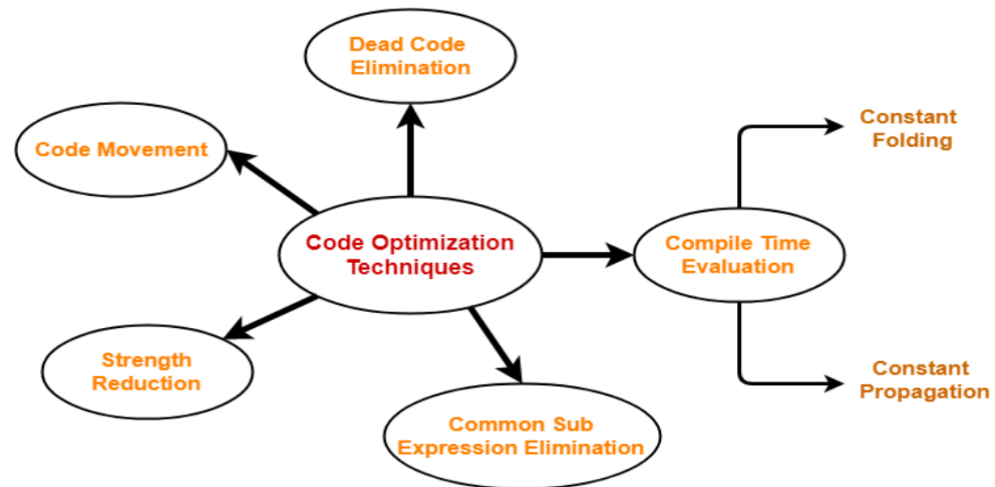 Dead Code
Elimination
Code Movement
Constant
Folding
Code Optimization
Techniques
Compile Time
Evaluation
Strength
Reduction
Constant
Propagation
Common Sub
Expression Elimination